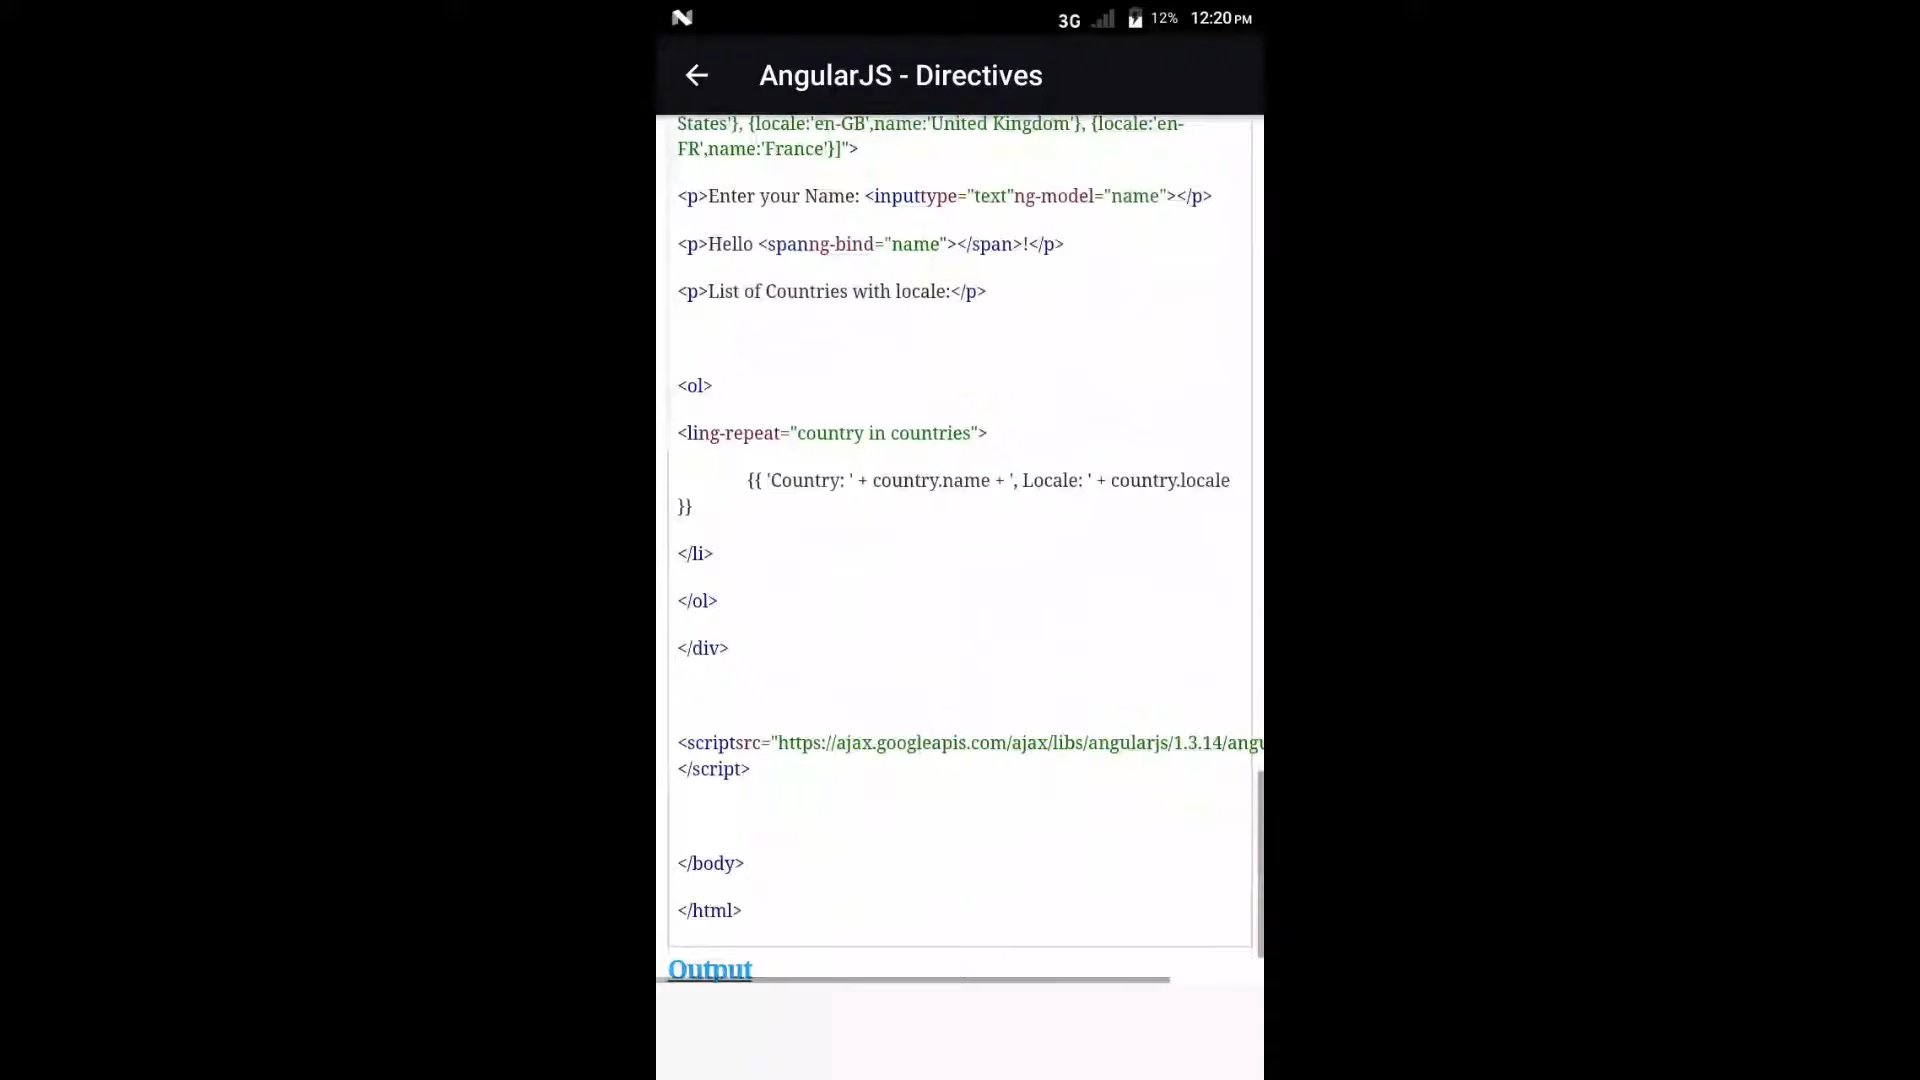 3G 12% 12:20 PM
AngularJS - Directives
States'}, {locale:'en-GB',name:'United Kingdom'}, {locale:'en-
FR',name:'France'}]">
<p>Enter your Name: <inputtype="text"ng-model="name"></p>
<p>Hello <spanng-bind="name"></span>!</p>
<p>List of Countries with locale:</p>
<ol>
<ling-repeat="country in countries">
{{ 'Country: ' + country.name + ', Locale: ' + country.locale
}}
</li>
</ol>
</div>
<scriptsrc="https://ajax.googleapis.com/ajax/libs/angularjs/1.3.14/angu
</script>
</body>
</html>
Output